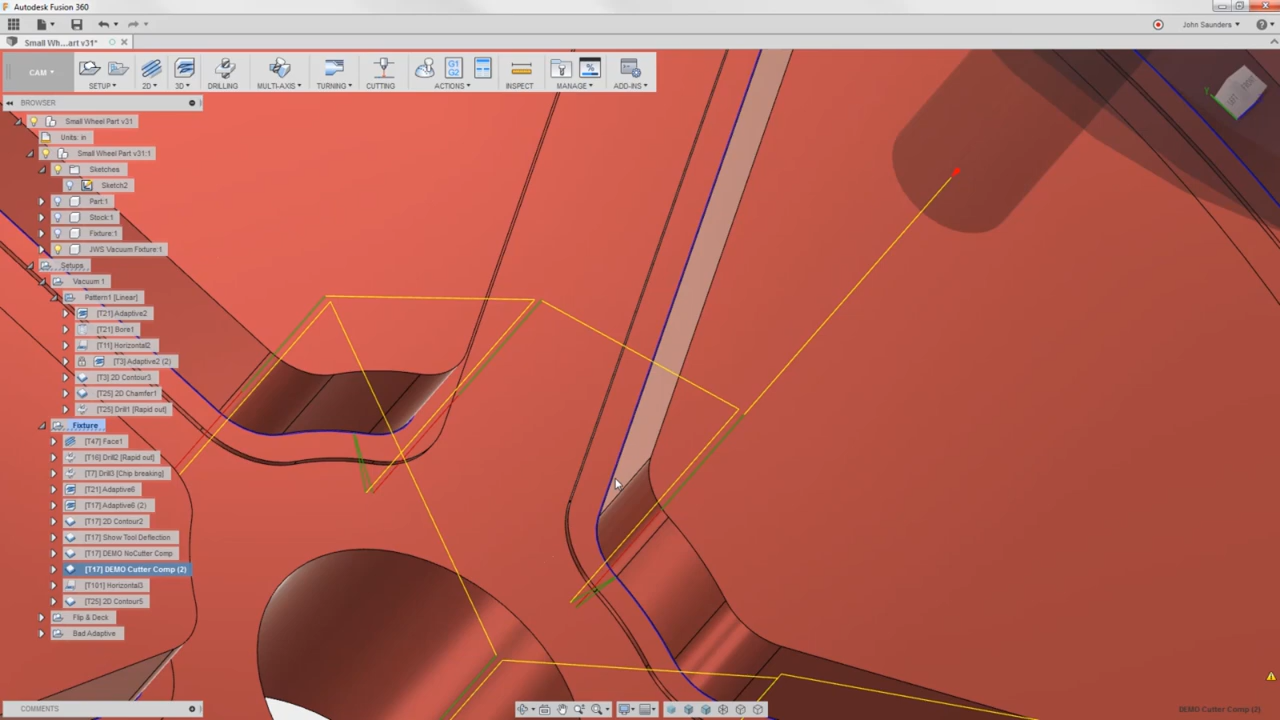 Autodesk Fusion 360
John Saunders
Small Wh...art v31*
CAM
SETUP
2D
3D
DRILLING
MULTI-AXIS
TURNING
CUTTING
G1
G2
ACTIONS
INSPECT
MANAGE
ADD-INS
BROWSER
Small Wheel Part v31
Units: in
Small Wheel Part v31:1
Sketches
Sketch2
Part:1
Stock:1
Fixture:1
JWS Vacuum Fixture:1
Setups
Vacuum 1
Pattern1 [Linear]
[T21] Adaptive2
[T21] Bore1
[T11] Horizontal2
[T3] Adaptive2 (2)
[T3] 2D Contour3
[T25] 2D Chamfer1
[T25] Drill1 [Rapid out]
Fixture
[T47] Face1
[T16] Drill2 [Rapid out]
[T7] Drill3 [Chip breaking]
[T21] Adaptive6
[T17] Adaptive6 (2)
[T17] 2D Contour2
[T17] Show Tool Deflection
[T17] DEMO NoCutter Comp
[T17] DEMO Cutter Comp (2)
[T101] Horizontal3
[T25] 2D Contour5
Flip & Deck
Bad Adaptive
COMMENTS
DEMO Cutter Comp (2)